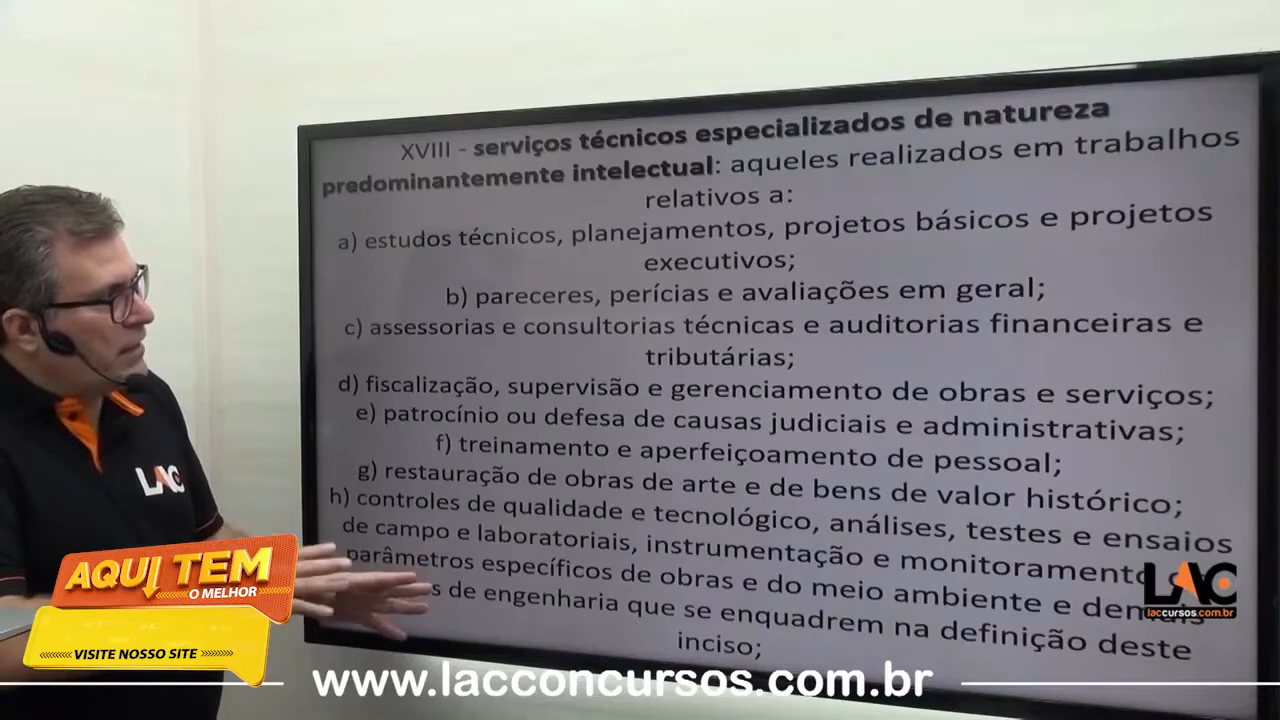 XVIII - serviços técnicos especializados de natureza
predominantemente intelectual: aqueles realizados em trabalhos
relativos a:
a) estudos técnicos, planejamentos, projetos básicos e projetos
executivos;
b) pareceres, perícias e avaliações em geral;
c) assessorias e consultorias técnicas e auditorias financeiras e
tributárias;
d) fiscalização, supervisão e gerenciamento de obras e serviços;
e) patrocínio ou defesa de causas judiciais e administrativas;
f) treinamento e aperfeiçoamento de pessoal;
g) restauração de obras de arte e de bens de valor histórico;
h) controles de qualidade e tecnológico, análises, testes e ensaios
de campo e laboratoriais, instrumentação e monitoramento
parâmetros específicos de obras e do meio ambiente e demais
de engenharia que se enquadrem na definição deste
inciso;
LAC
LAC
laccursos.com.br
AQUI TEM
O MELHOR
VISITE NOSSO SITE
www.lacconcursos.com.br